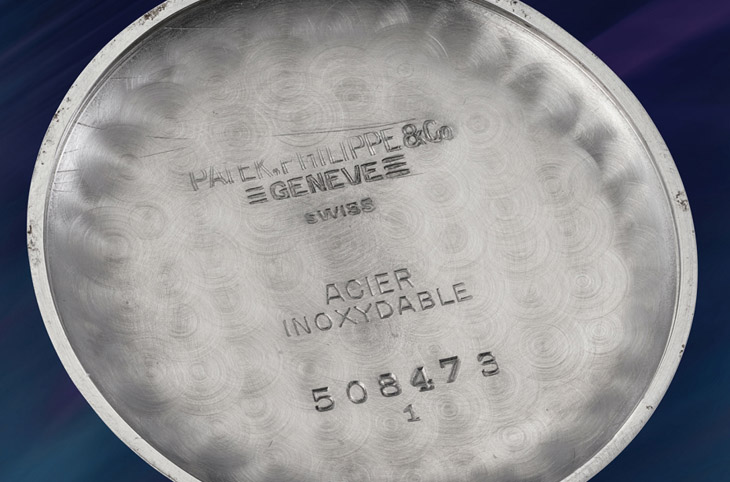 PATEK, PHILIPPE & Co
GENEVE
SWISS
ACIER
INOXYDABLE
508473
1